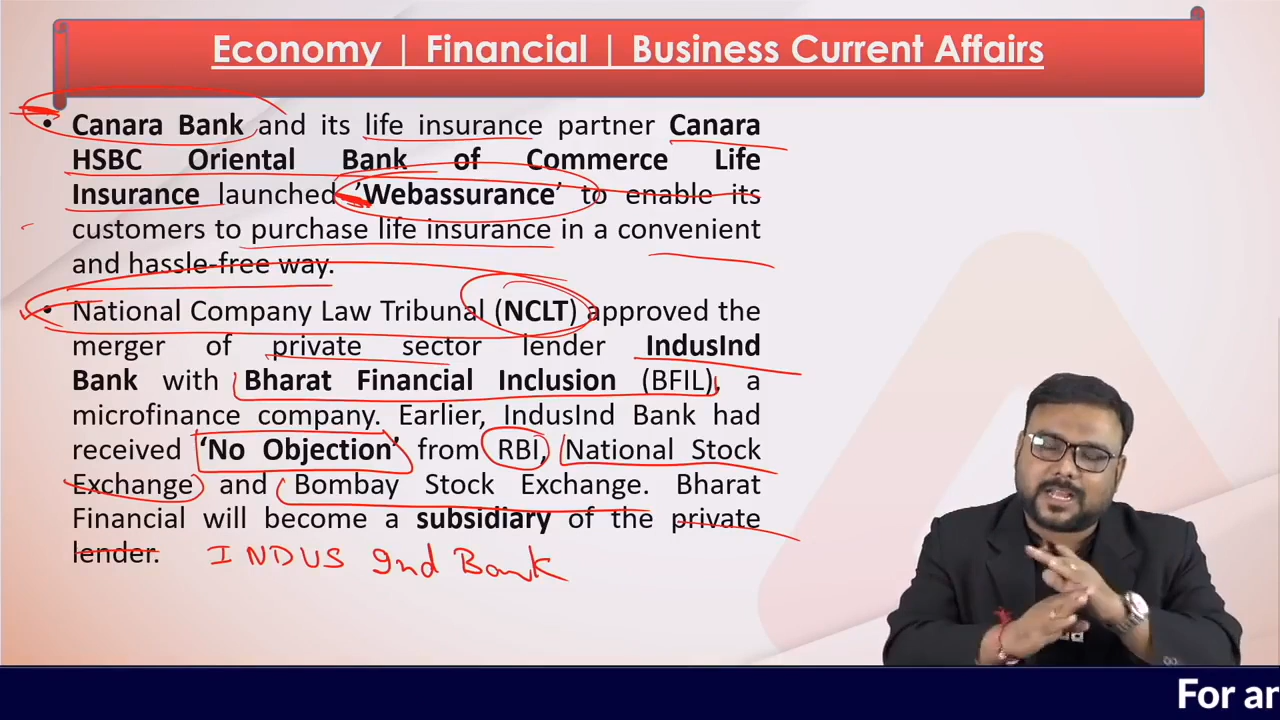 Economy | Financial | Business Current Affairs
• Canara Bank and its life insurance partner Canara
HSBC Oriental Bank of Commerce Life
Insurance launched ’Webassurance’ to enable its
customers to purchase life insurance in a convenient
and hassle-free way.
• National Company Law Tribunal (NCLT) approved the
merger of private sector lender IndusInd
Bank with Bharat Financial Inclusion (BFIL), a
microfinance company. Earlier, IndusInd Bank had
received ‘No Objection’ from RBI, National Stock
Exchange and Bombay Stock Exchange. Bharat
Financial will become a subsidiary of the private
lender. INDUS Ind Bank
For ar